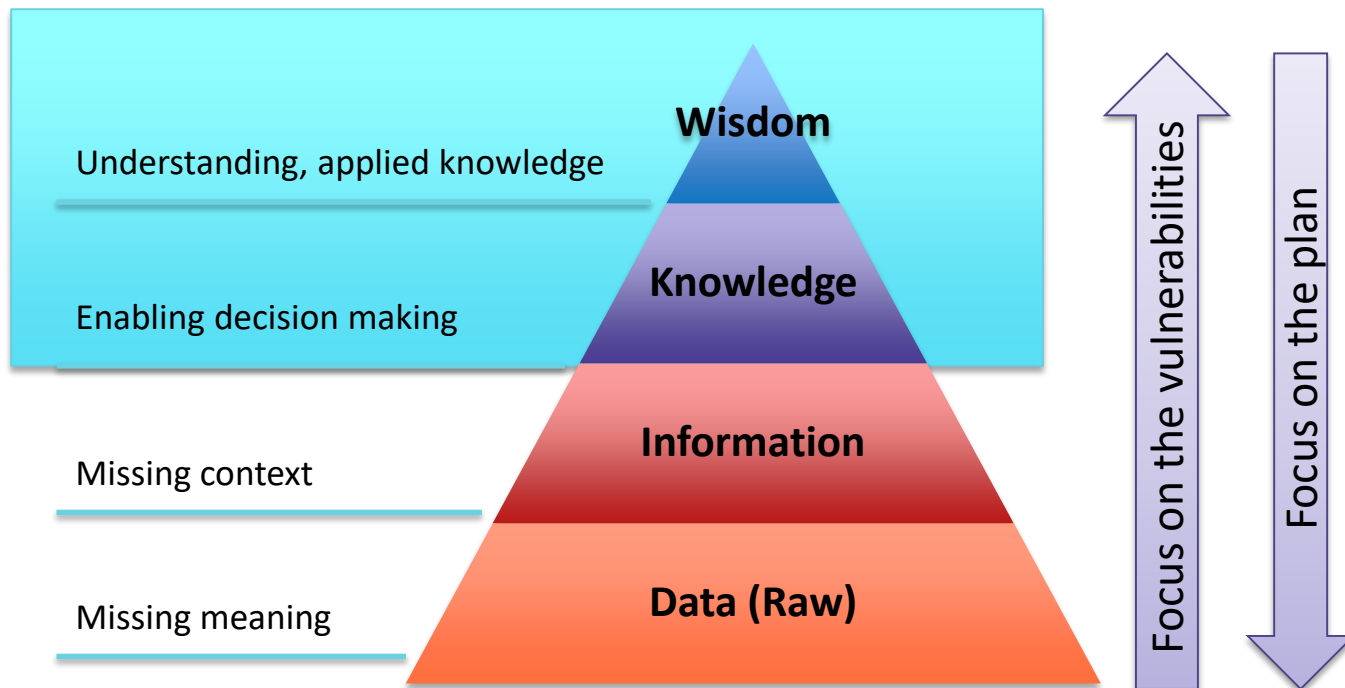 Wisdom
Understanding, applied knowledge
Knowledge
Enabling decision making
Information
Missing context
Data (Raw)
Missing meaning
Focus on the vulnerabilities
Focus on the plan